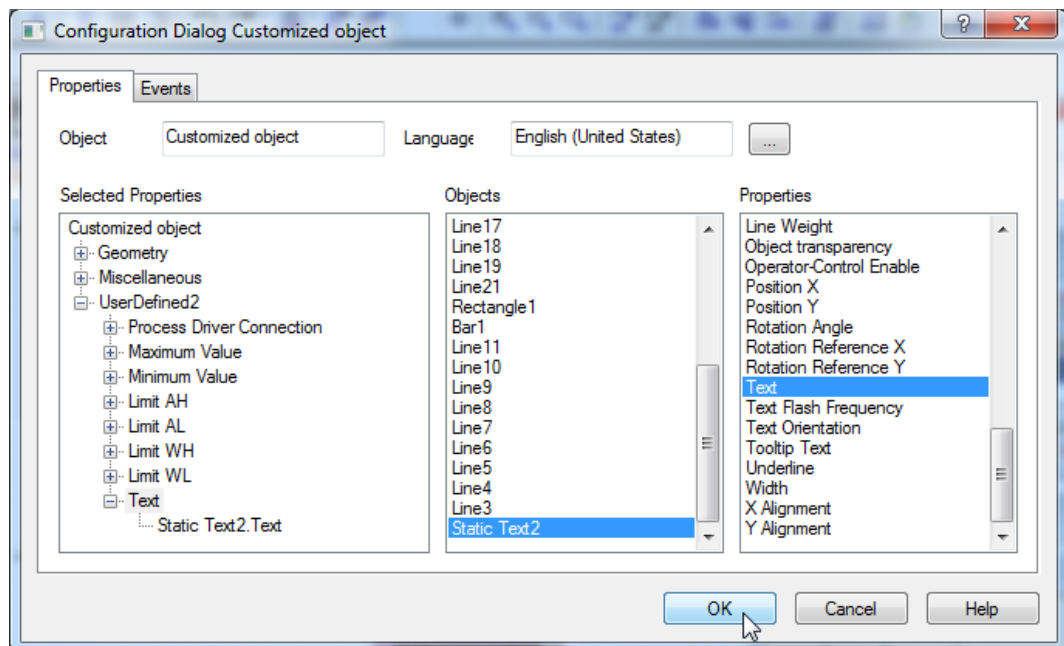 Configuration Dialog Customized object
?
X
Properties
Events
Object
Customized object
Language
English (United States)
...
Selected Properties
Customized object
Geometry
Miscellaneous
UserDefined2
Process Driver Connection
Maximum Value
Minimum Value
Limit AH
Limit AL
Limit WH
Limit WL
Text
Static Text2.Text
Objects
Line17
Line18
Line19
Line21
Rectangle1
Bar1
Line11
Line10
Line9
Line8
Line7
Line6
Line5
Line4
Line3
Static Text2
Properties
Line Weight
Object transparency
Operator-Control Enable
Position X
Position Y
Rotation Angle
Rotation Reference X
Rotation Reference Y
Text
Text Flash Frequency
Text Orientation
Tooltip Text
Underline
Width
X Alignment
Y Alignment
OK
Cancel
Help